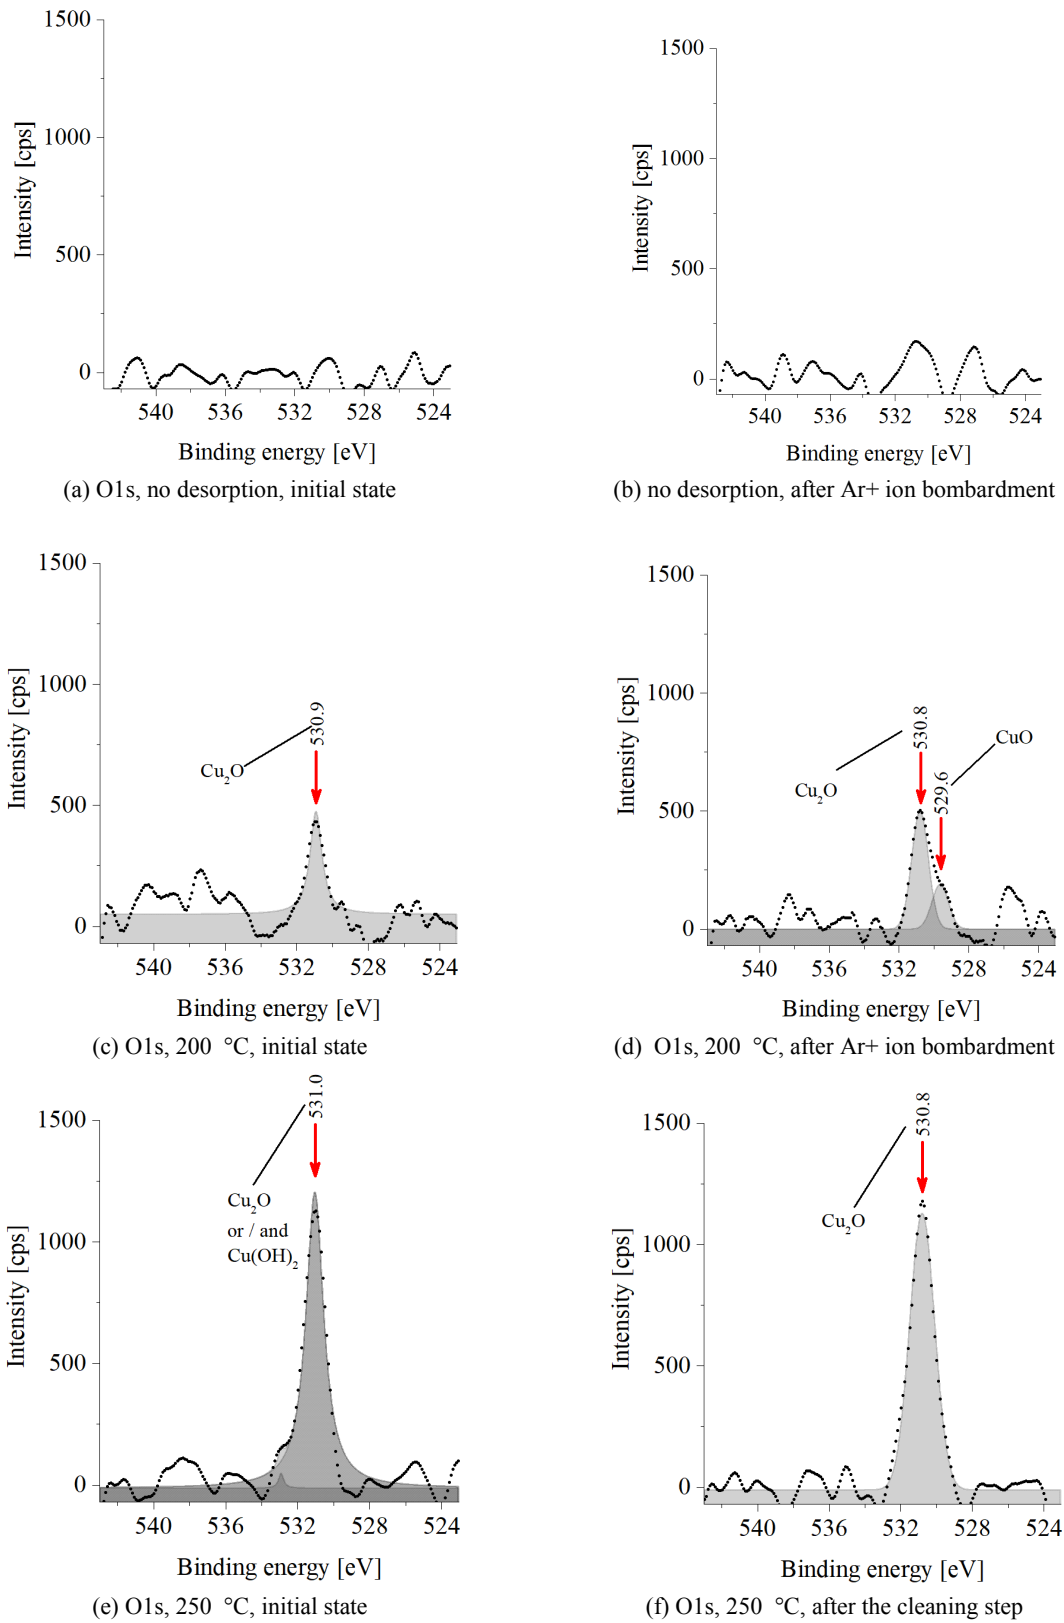 1500
1000
500
0
Intensity [cps]
540 536 532 528 524
Binding energy [eV]
(a) O1s, no desorption, initial state
1500
1000
500
0
Intensity [cps]
540 536 532 528 524
Binding energy [eV]
(b) no desorption, after Ar+ ion bombardment
1500
1000
500
0
Intensity [cps]
530.9
Cu₂O
540 536 532 528 524
Binding energy [eV]
(c) O1s, 200 °C, initial state
1500
1000
500
0
Intensity [cps]
530.8
CuO
529.6
Cu₂O
540 536 532 528 524
Binding energy [eV]
(d) O1s, 200 °C, after Ar+ ion bombardment
1500
1000
500
0
Intensity [cps]
531.0
Cu₂O
or / and
Cu(OH)₂
540 536 532 528 524
Binding energy [eV]
(e) O1s, 250 °C, initial state
1500
1000
500
0
Intensity [cps]
530.8
Cu₂O
540 536 532 528 524
Binding energy [eV]
(f) O1s, 250 °C, after the cleaning step